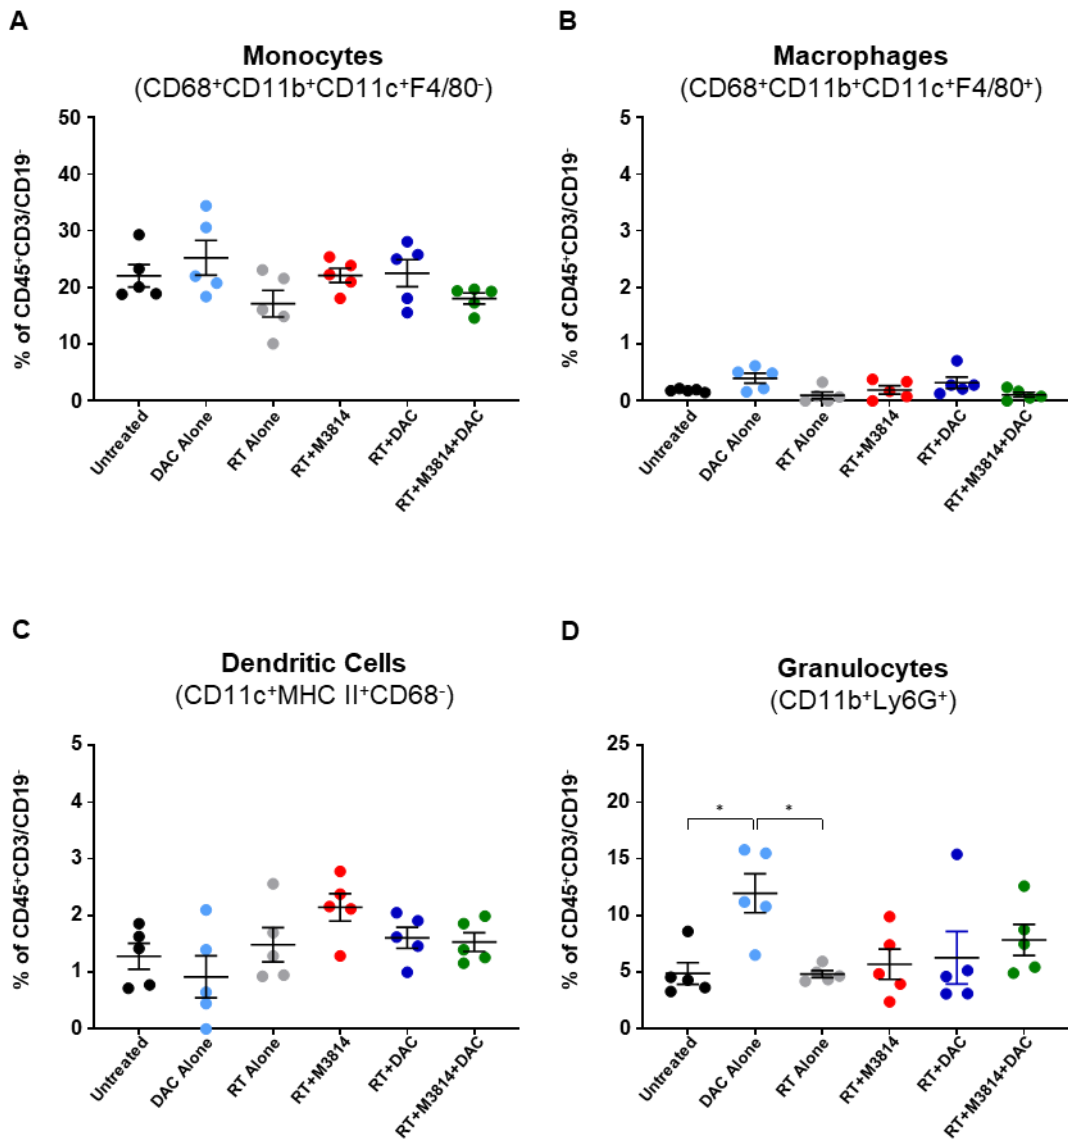 A
Monocytes
(CD68⁺CD11b⁺CD11c⁺F4/80⁻)
% of CD45⁺CD3/CD19⁻
50
40
30
20
10
0
Untreated
DAC Alone
RT Alone
RT+M3814
RT+DAC
RT+M3814+DAC
B
Macrophages
(CD68⁺CD11b⁺CD11c⁺F4/80⁺)
% of CD45⁺CD3/CD19⁻
5
4
3
2
1
0
Untreated
DAC Alone
RT Alone
RT+M3814
RT+DAC
RT+M3814+DAC
C
Dendritic Cells
(CD11c⁺MHC II⁺CD68⁻)
% of CD45⁺CD3/CD19⁻
5
4
3
2
1
0
Untreated
DAC Alone
RT Alone
RT+M3814
RT+DAC
RT+M3814+DAC
D
Granulocytes
(CD11b⁺Ly6G⁺)
% of CD45⁺CD3/CD19⁻
25
20
15
10
5
0
* *
Untreated
DAC Alone
RT Alone
RT+M3814
RT+DAC
RT+M3814+DAC